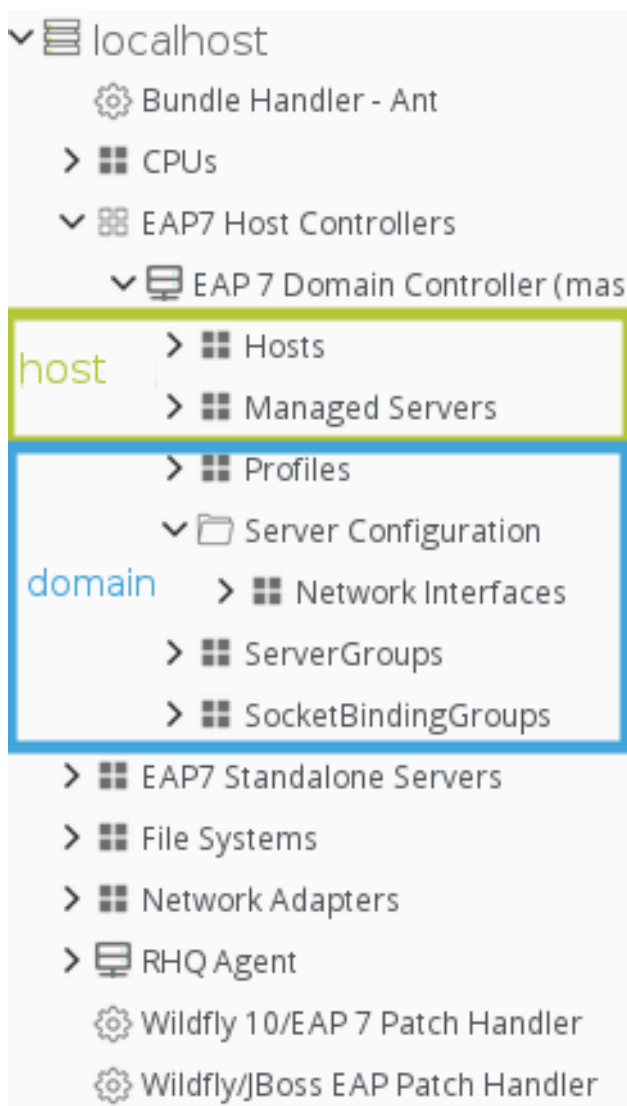 localhost
Bundle Handler - Ant
CPUs
EAP7 Host Controllers
EAP 7 Domain Controller (mas
host
Hosts
Managed Servers
Profiles
Server Configuration
domain
Network Interfaces
ServerGroups
SocketBindingGroups
EAP7 Standalone Servers
File Systems
Network Adapters
RHQ Agent
Wildfly 10/EAP 7 Patch Handler
Wildfly/JBoss EAP Patch Handler